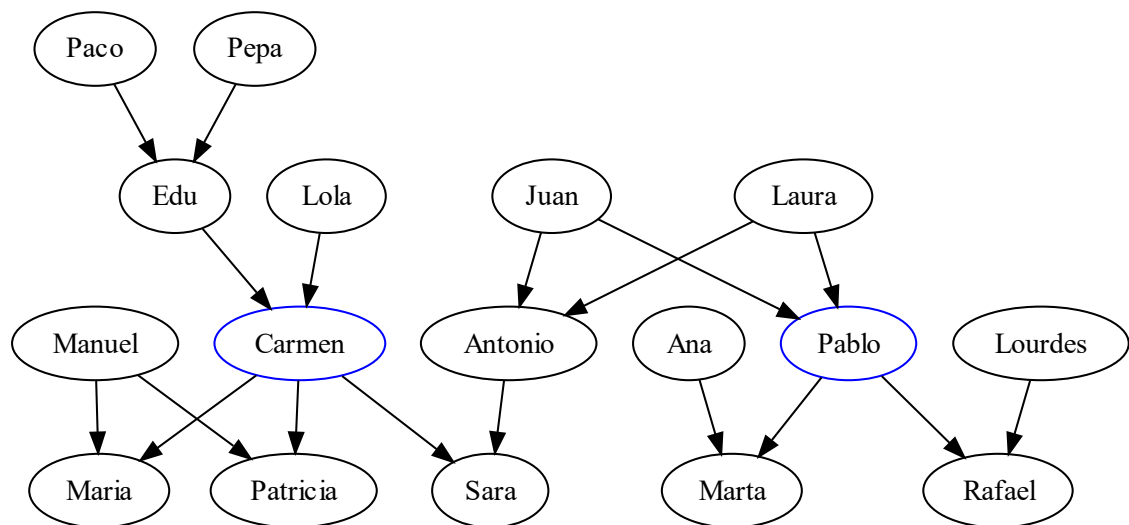 Paco
Pepa
Edu
Lola
Juan
Laura
Manuel
Carmen
Antonio
Ana
Pablo
Lourdes
Maria
Patricia
Sara
Marta
Rafael